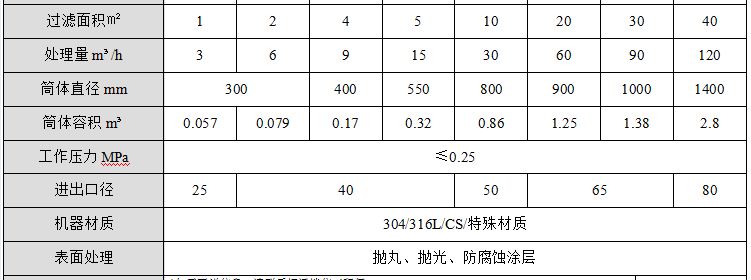 过滤面积㎡ 1 2 4 5 10 20 30 40
处理量 m³ /h 3 6 9 15 30 60 90 120
筒体直径 mm 300 400 550 800 900 1000 1400
筒体容积 m³ 0.057 0.079 0.17 0.32 0.86 1.25 1.38 2.8
工作压力 MPa ≤0.25
进出口径 25 40 50 65 80
机器材质 304/316L/CS/特殊材质
表面处理 抛丸、抛光、防腐蚀涂层